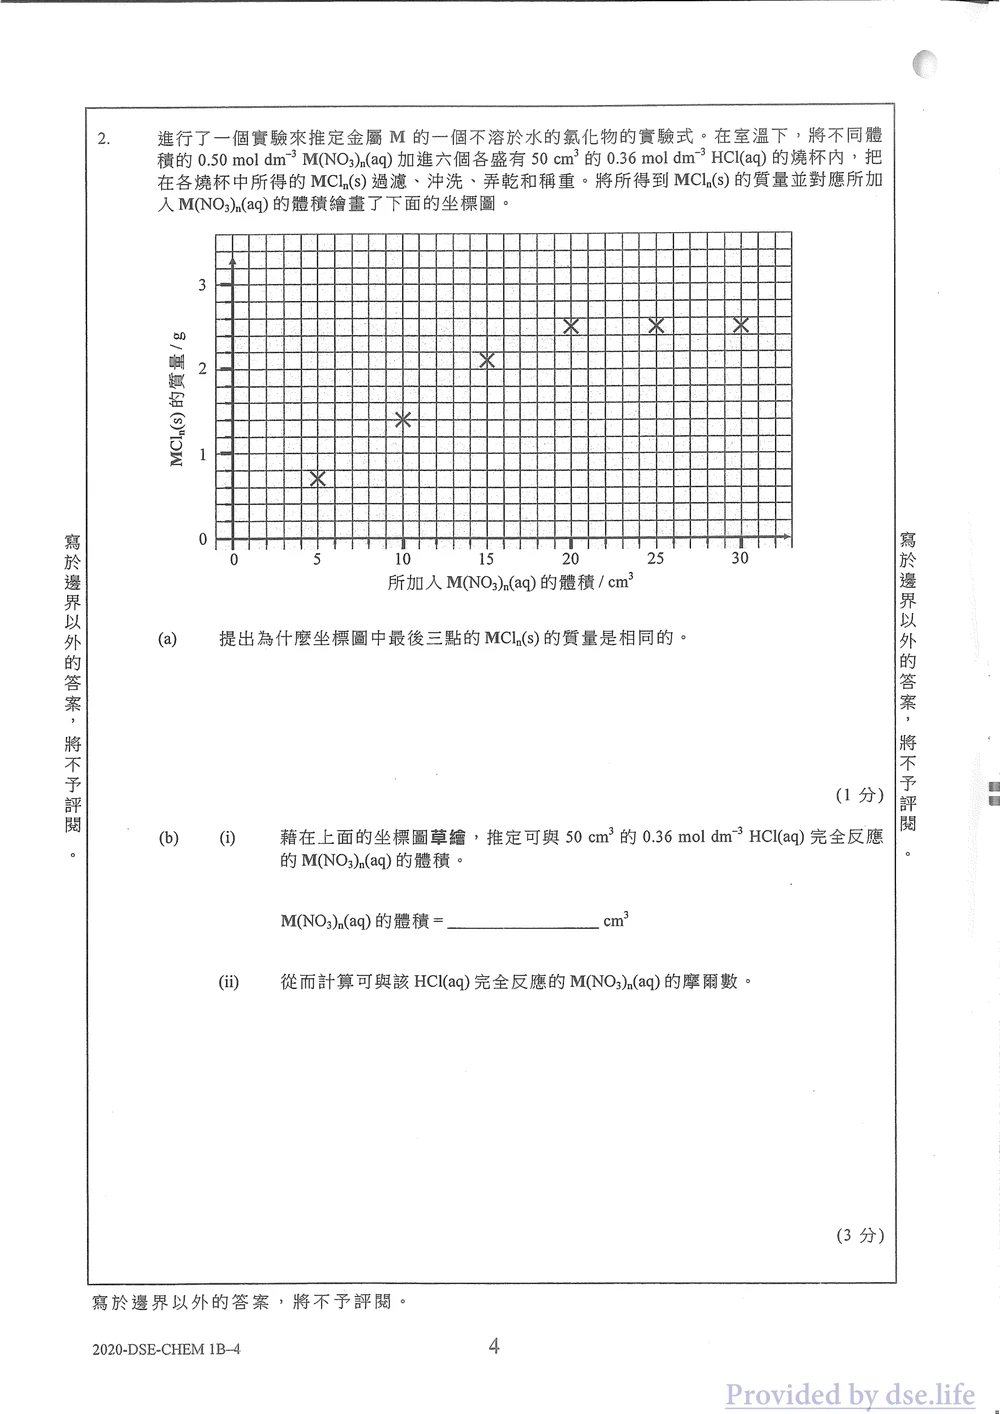 2. 進行了一個實驗來推定金屬 M 的一個不溶於水的氯化物的實驗式。在室溫下，將不同體
積的 0.50 mol dm⁻³ M(NO₃)ₙ(aq) 加進六個各盛有 50 cm³ 的 0.36 mol dm⁻³ HCl(aq) 的燒杯內，把
在各燒杯中所得的 MClₙ(s) 過濾、沖洗、弄乾和稱重。將所得到 MClₙ(s) 的質量並對應所加
入 M(NO₃)ₙ(aq) 的體積繪畫了下面的坐標圖。
MClₙ(s) 的質量 / g
3
2
1
0
0 5 10 15 20 25 30
所加入 M(NO₃)ₙ(aq) 的體積 / cm³
寫於邊界以外的答案，將不予評閱。
寫於邊界以外的答案，將不予評閱。
(a) 提出為什麼坐標圖中最後三點的 MClₙ(s) 的質量是相同的。
(1 分)
(b) (i) 藉在上面的坐標圖草繪，推定可與 50 cm³ 的 0.36 mol dm⁻³ HCl(aq) 完全反應
的 M(NO₃)ₙ(aq) 的體積。
M(NO₃)ₙ(aq) 的體積 = ____________ cm³
(ii) 從而計算可與該 HCl(aq) 完全反應的 M(NO₃)ₙ(aq) 的摩爾數。
(3 分)
寫於邊界以外的答案，將不予評閱。
2020-DSE-CHEM 1B–4
4
Provided by dse.life